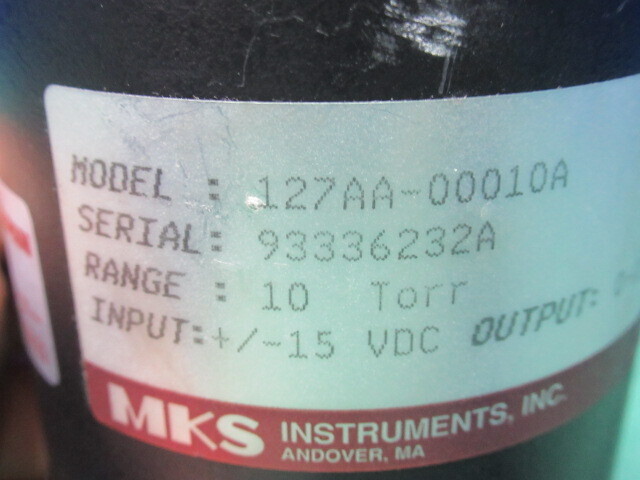 MODEL : 127AA-00010A
SERIAL: 93336232A
RANGE : 10 Torr
INPUT:+/-15 VDC OUTPUT:
MKS INSTRUMENTS, INC.
ANDOVER, MA